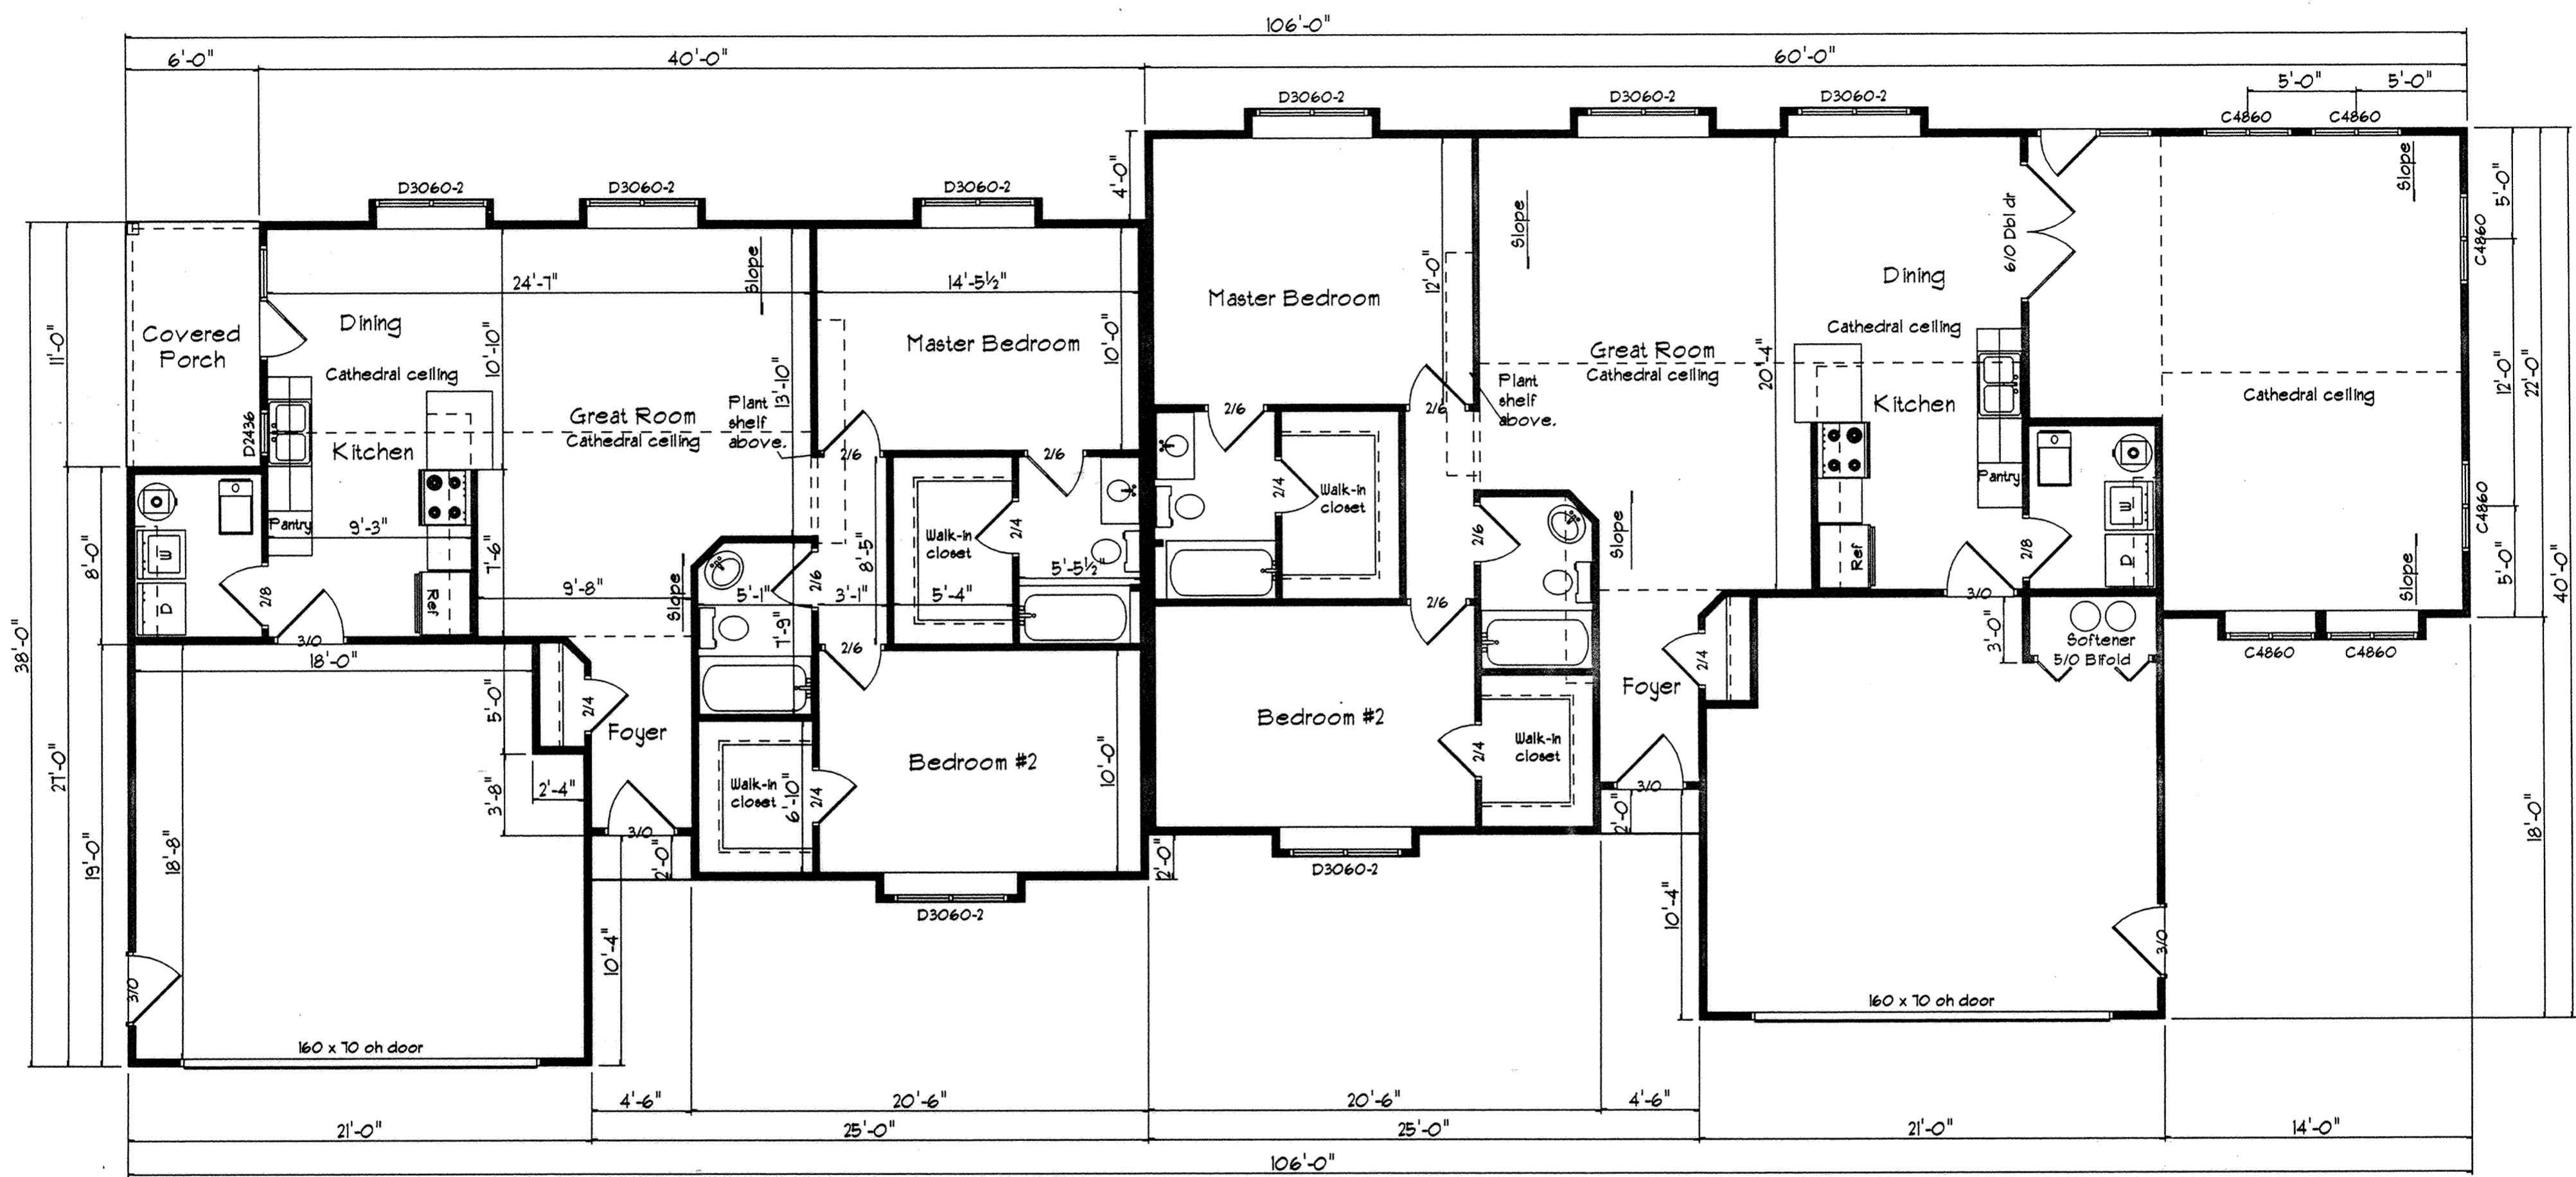 106'-0"
6'-0"
40'-0"
60'-0"
5'-0"
5'-0"
D3060-2
D3060-2
D3060-2
C4860
C4860
4'-0"
Slope
5'-0"
D3060-2
D3060-2
D3060-2
Slope
6/0 Dbl dr
C4860
Slope
24'-7"
14'-5½"
12'-0"
Dining
Master Bedroom
11'-0"
Covered
Porch
Dining
10'-10"
Master Bedroom
10'-0"
Cathedral ceiling
Great Room
Cathedral ceiling
20'-4"
12'-0"
22'-0"
Cathedral ceiling
13'-10"
Plant
shelf
above.
Plant
shelf
above.
Cathedral ceiling
Kitchen
Great Room
Cathedral ceiling
D2436
Kitchen
2/6
2/6
2/6
2/6
Pantry
Walk-in
closet
2/4
C4860
Pantry
9'-3"
W
Walk-in
closet
2/4
2/6
Slope
W
8'-0"
7'-6"
8'-5"
Ref
2/8
D
Slope
5'-0"
40'-0"
D
2/8
Ref
9'-8"
Slope
5'-1"
2/6
3'-1"
5'-4"
5'-5½"
2/6
3/0
7'-9"
3/0
2/6
3'-0"
Softener
5/0 Bifold
C4860
C4860
38'-0"
18'-0"
5'-0"
2/4
Foyer
2/4
Foyer
Bedroom #2
2/4
Walk-in
closet
27'-0"
Bedroom #2
10'-0"
2'-4"
3'-8"
Walk-in
closet
6'-10"
2/4
3/0
2'-0"
18'-0"
19'-0"
18'-8"
3/0
2'-0"
2'-0"
D3060-2
D3060-2
10'-4"
10'-4"
3/0
3/0
160 x 70 oh door
160 x 70 oh door
4'-6"
20'-6"
20'-6"
4'-6"
21'-0"
25'-0"
25'-0"
21'-0"
14'-0"
106'-0"